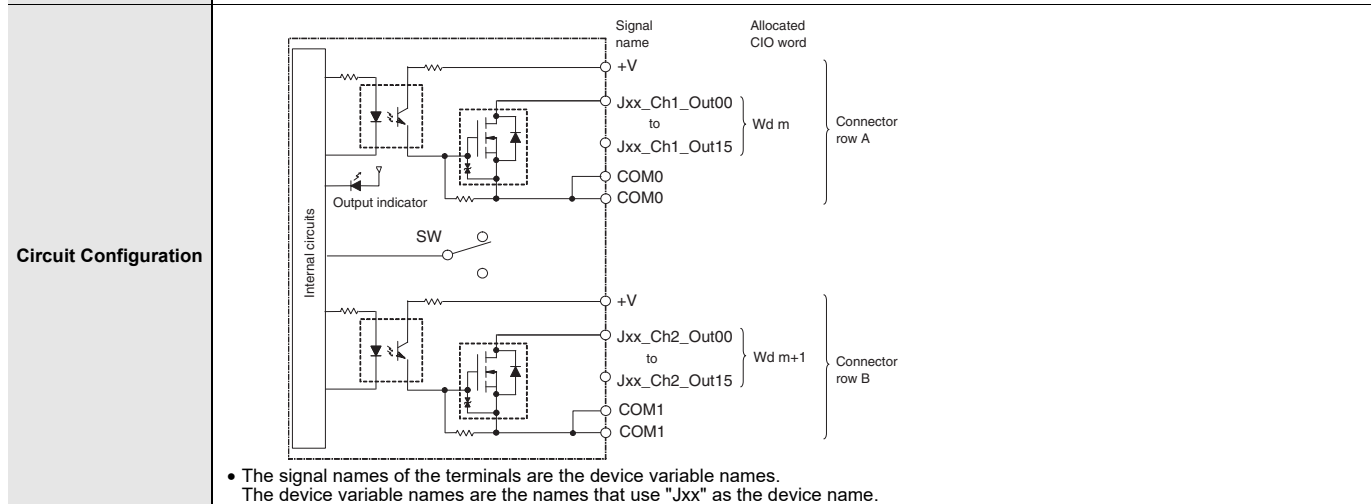 Circuit Configuration
Signal name
Allocated CIO word
+V
Jxx_Ch1_Out00
to
Jxx_Ch1_Out15
Wd m
Connector row A
COM0
COM0
Output indicator
Internal circuits
SW
+V
Jxx_Ch2_Out00
to
Jxx_Ch2_Out15
Wd m+1
Connector row B
COM1
COM1
• The signal names of the terminals are the device variable names.
The device variable names are the names that use "Jxx" as the device name.